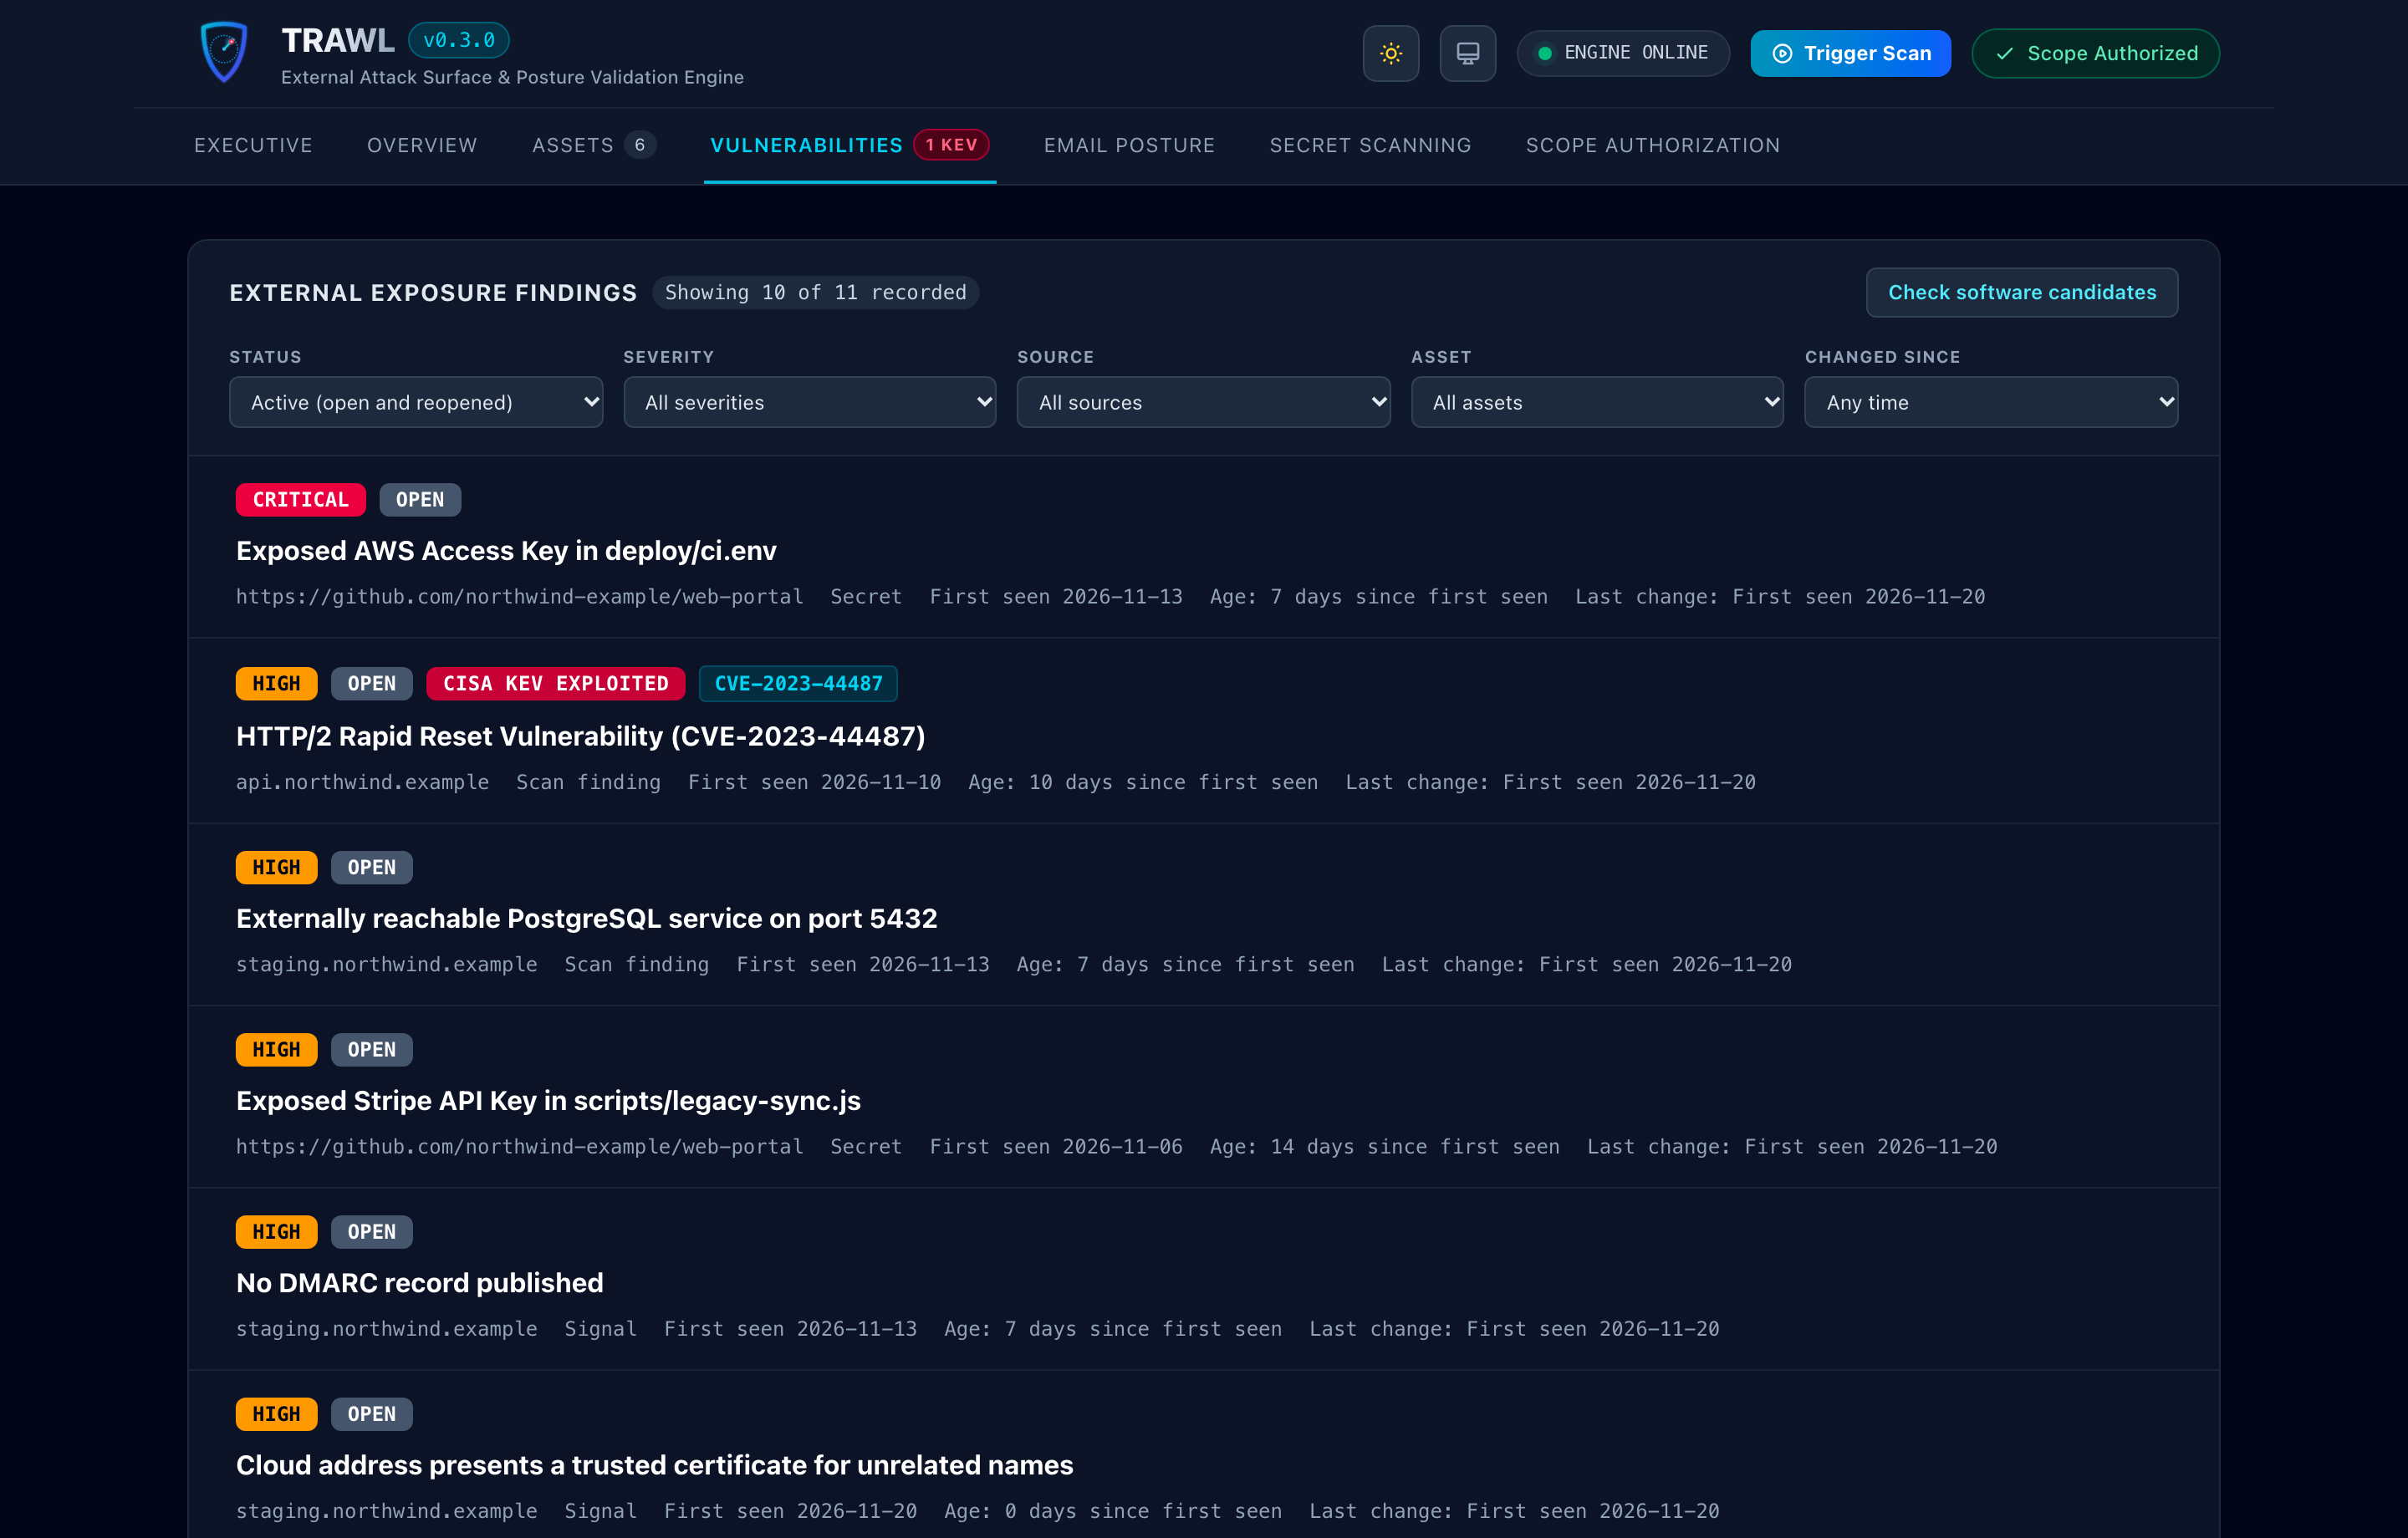 TRAWL v0.3.0
External Attack Surface & Posture Validation Engine
ENGINE ONLINE
Trigger Scan
Scope Authorized
EXECUTIVE OVERVIEW ASSETS 6 VULNERABILITIES 1 KEV EMAIL POSTURE SECRET SCANNING SCOPE AUTHORIZATION
EXTERNAL EXPOSURE FINDINGS Showing 10 of 11 recorded Check software candidates
STATUS SEVERITY SOURCE ASSET CHANGED SINCE
Active (open and reopened) All severities All sources All assets Any time
CRITICAL OPEN
Exposed AWS Access Key in deploy/ci.env
https://github.com/northwind-example/web-portal Secret First seen 2026-11-13 Age: 7 days since first seen Last change: First seen 2026-11-20
HIGH OPEN CISA KEV EXPLOITED CVE-2023-44487
HTTP/2 Rapid Reset Vulnerability (CVE-2023-44487)
api.northwind.example Scan finding First seen 2026-11-10 Age: 10 days since first seen Last change: First seen 2026-11-20
HIGH OPEN
Externally reachable PostgreSQL service on port 5432
staging.northwind.example Scan finding First seen 2026-11-13 Age: 7 days since first seen Last change: First seen 2026-11-20
HIGH OPEN
Exposed Stripe API Key in scripts/legacy-sync.js
https://github.com/northwind-example/web-portal Secret First seen 2026-11-06 Age: 14 days since first seen Last change: First seen 2026-11-20
HIGH OPEN
No DMARC record published
staging.northwind.example Signal First seen 2026-11-13 Age: 7 days since first seen Last change: First seen 2026-11-20
HIGH OPEN
Cloud address presents a trusted certificate for unrelated names
staging.northwind.example Signal First seen 2026-11-20 Age: 0 days since first seen Last change: First seen 2026-11-20